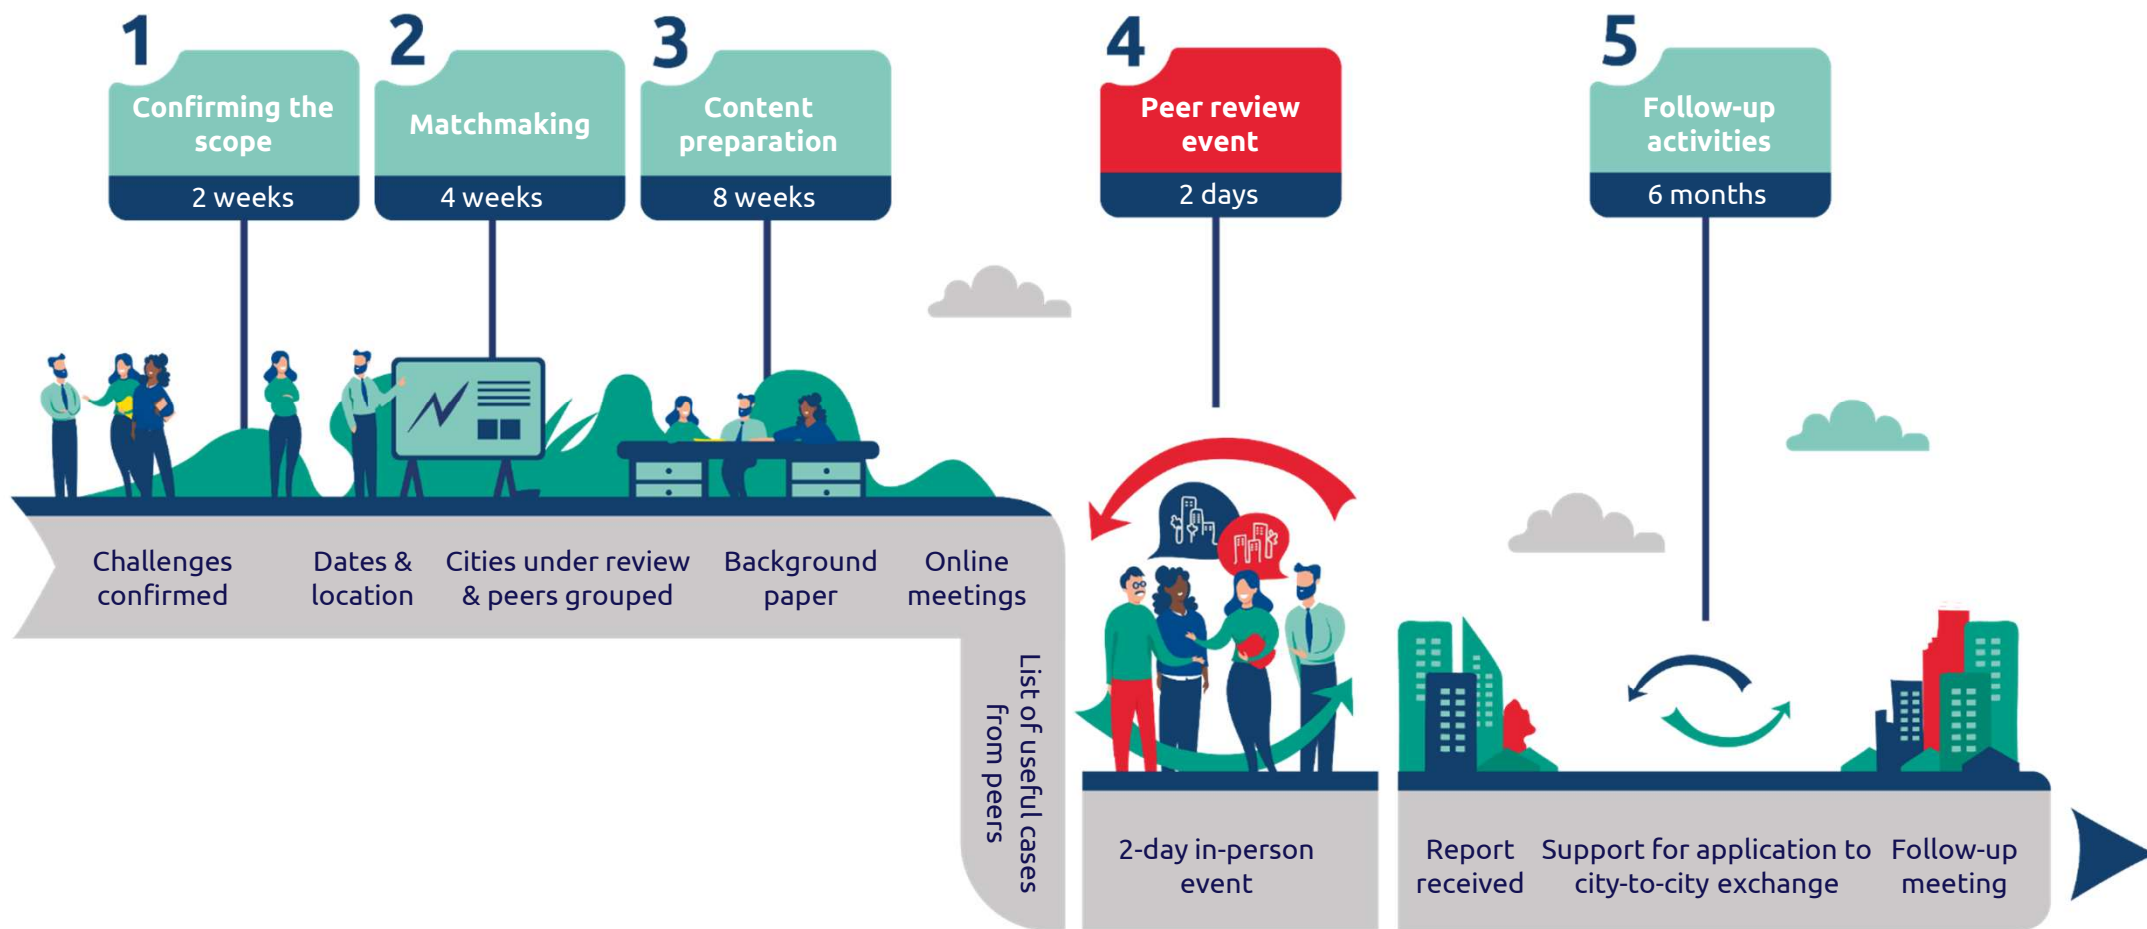 1
Confirming the
scope
2 weeks
2
Matchmaking
4 weeks
3
Content
preparation
8 weeks
4
Peer review
event
2 days
5
Follow-up
activities
6 months
Challenges
confirmed
Dates &
location
Cities under review
& peers grouped
Background
paper
Online
meetings
List of useful cases
from peers
2-day in-person
event
Report
received
Support for application to
city-to-city exchange
Follow-up
meeting